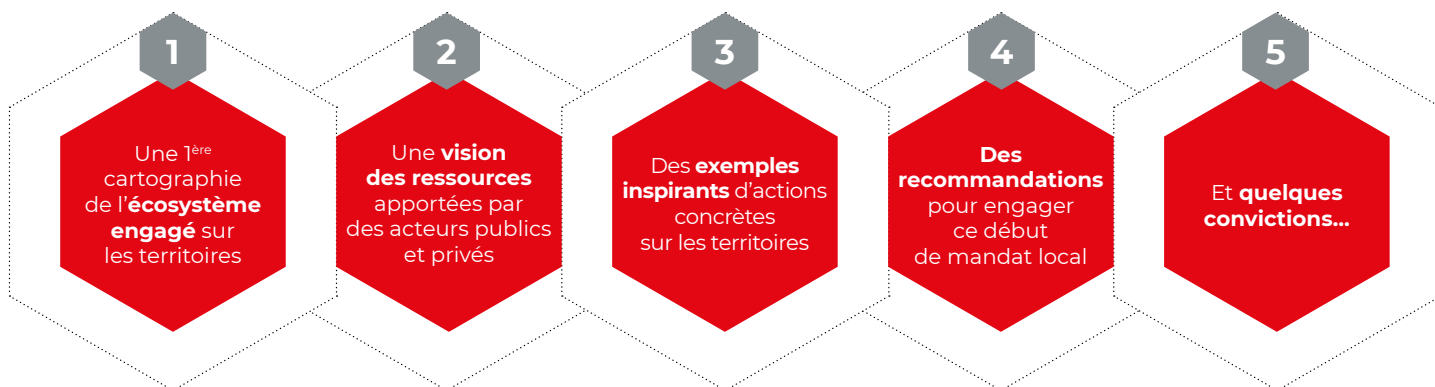 1
Une 1ère
cartographie
de l'écosystème
engagé sur
les territoires
2
Une vision
des ressources
apportées par
des acteurs publics
et privés
3
Des exemples
inspirants d'actions
concrètes
sur les territoires
4
Des
recommandations
pour engager
ce début
de mandat local
5
Et quelques
convictions...